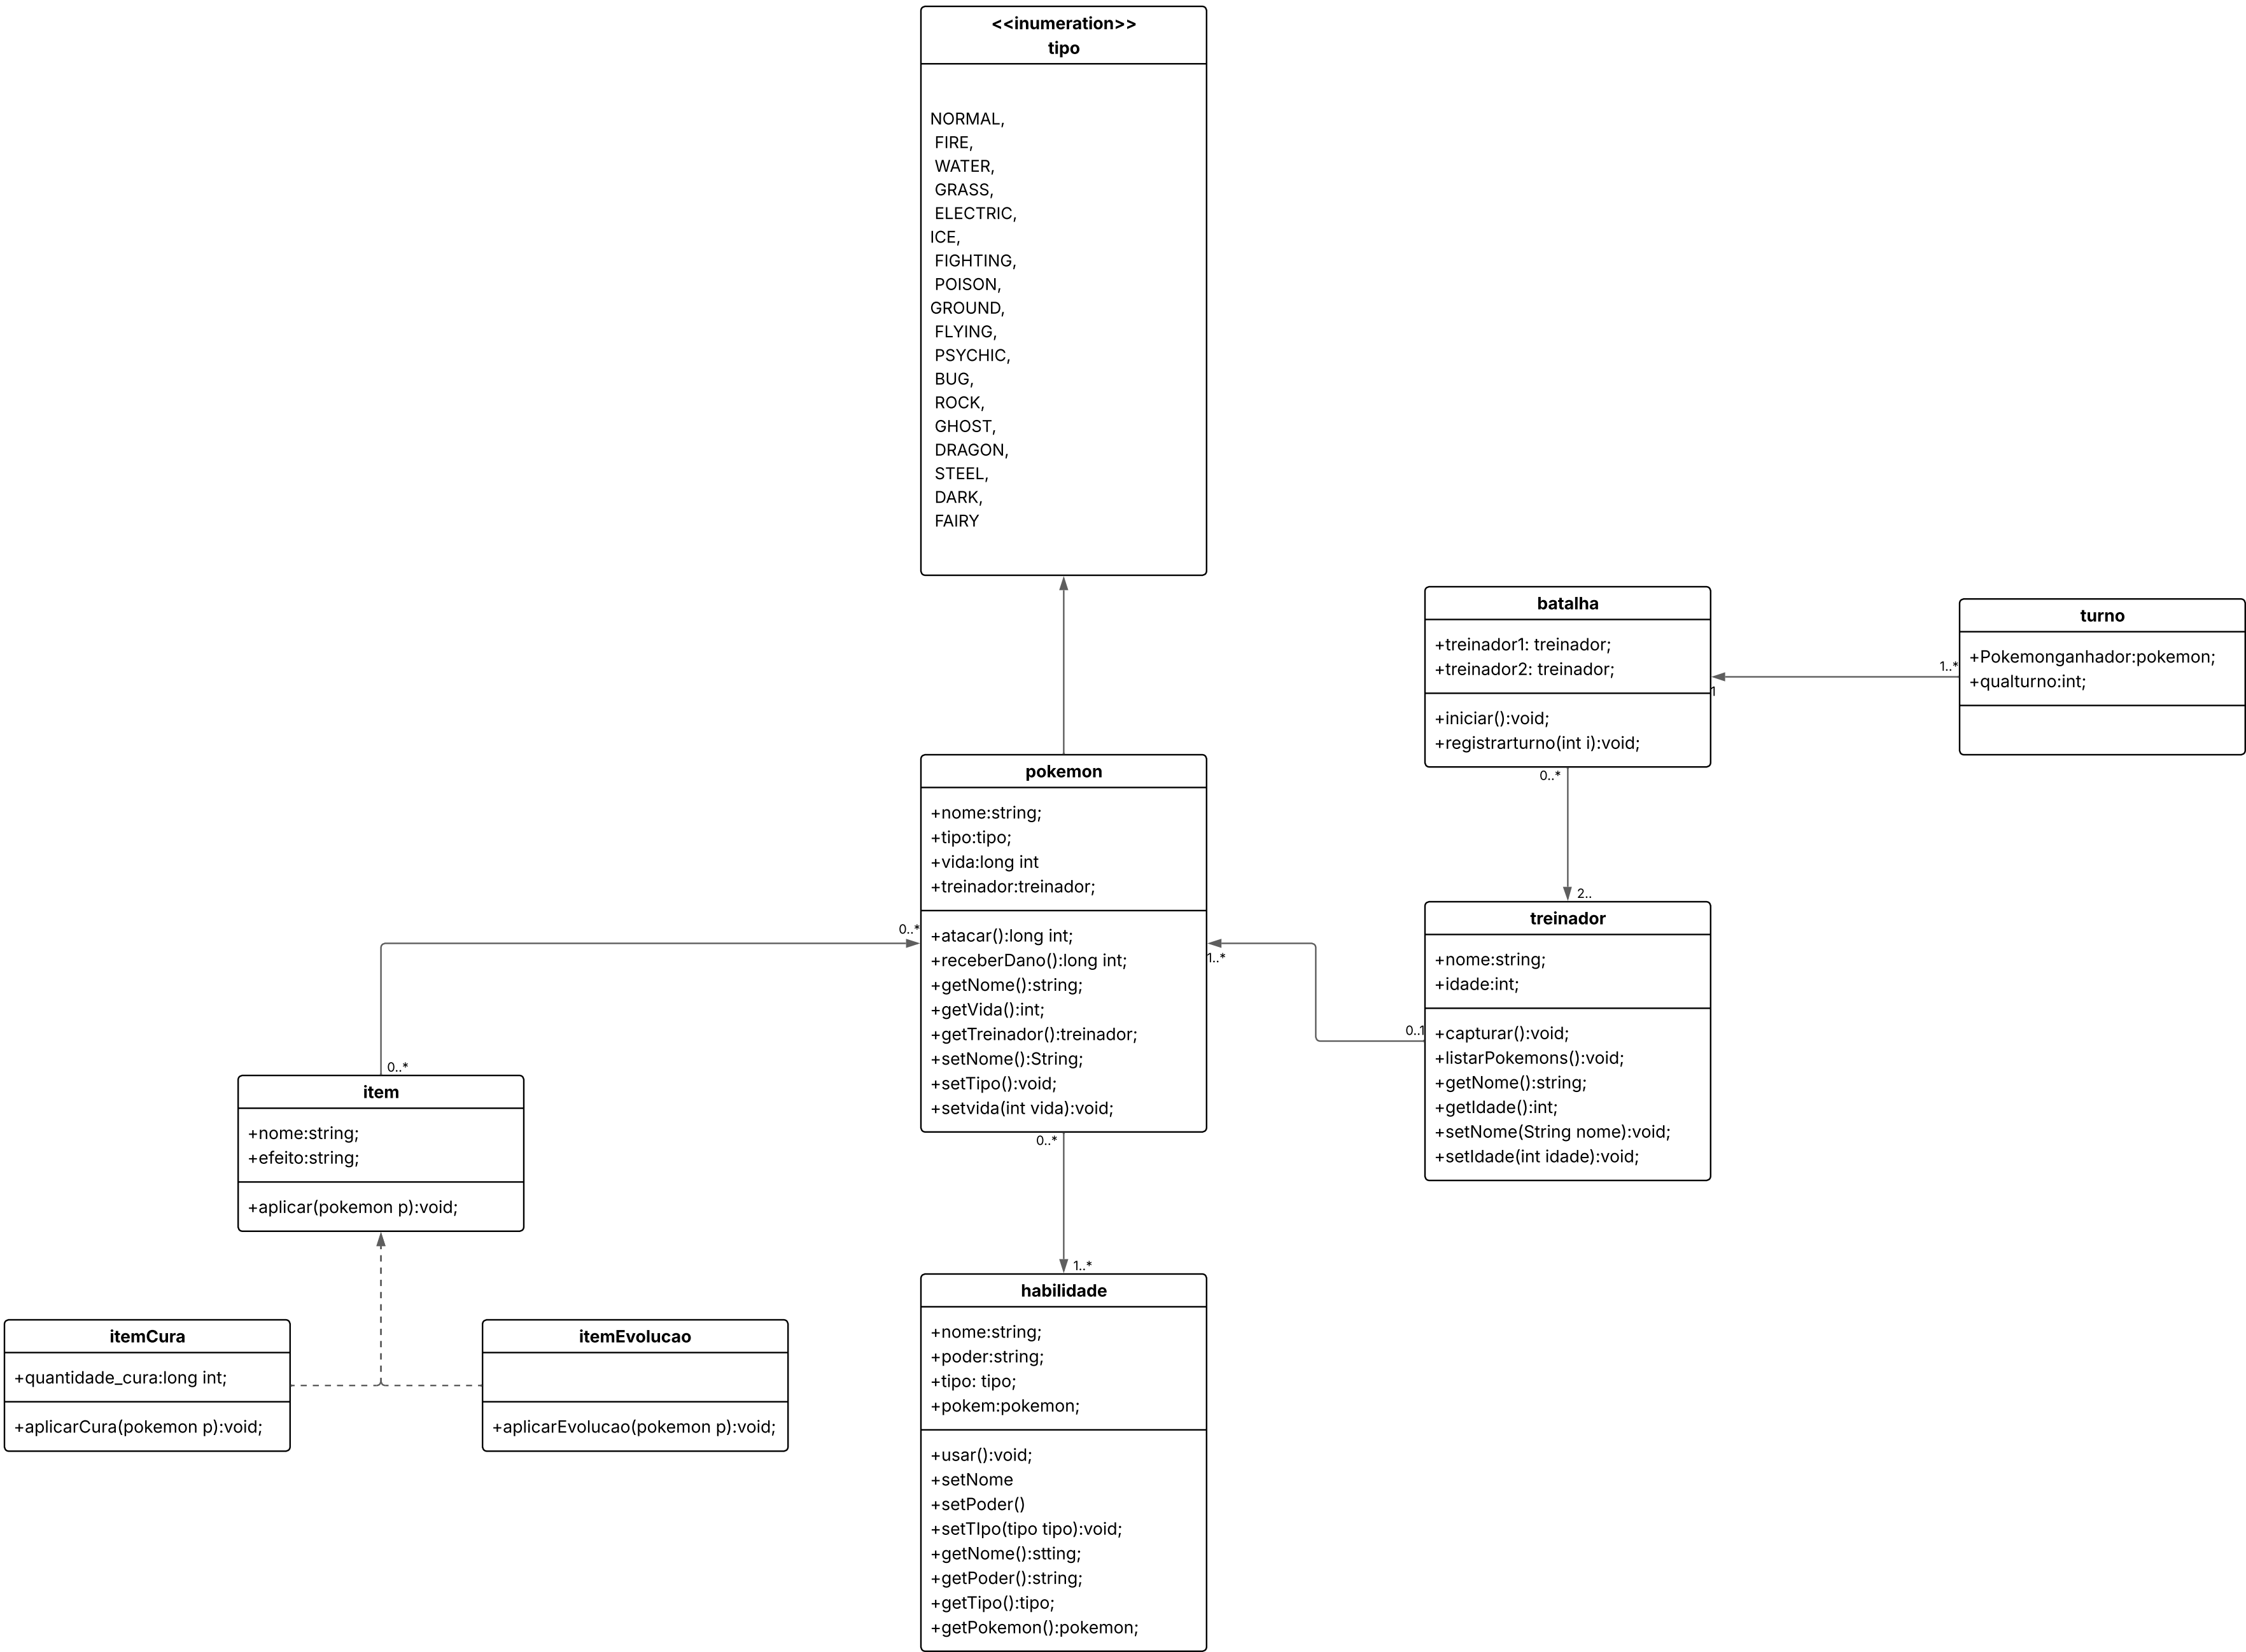 <<inumeration>>
tipo
NORMAL,
FIRE,
WATER,
GRASS,
ELECTRIC,
ICE,
FIGHTING,
POISON,
GROUND,
FLYING,
PSYCHIC,
BUG,
ROCK,
GHOST,
DRAGON,
STEEL,
DARK,
FAIRY
batalha
+treinador1: treinador;
+treinador2: treinador;
+iniciar():void;
+registrarturno(int i):void;
1
1..*
turno
+Pokemonganhador:pokemon;
+qualturno:int;
0..*
2..
pokemon
+nome:string;
+tipo:tipo;
+vida:long int
+treinador:treinador;
+atacar():long int;
+receberDano():long int;
+getNome():string;
+getVida():int;
+getTreinador():treinador;
+setNome():String;
+setTipo():void;
+setvida(int vida):void;
0..*
1..*
0..1
treinador
+nome:string;
+idade:int;
+capturar():void;
+listarPokemons():void;
+getNome():string;
+getIdade():int;
+setNome(String nome):void;
+setIdade(int idade):void;
0..*
item
+nome:string;
+efeito:string;
+aplicar(pokemon p):void;
0..*
1..*
itemCura
+quantidade_cura:long int;
+aplicarCura(pokemon p):void;
itemEvolucao
+aplicarEvolucao(pokemon p):void;
habilidade
+nome:string;
+poder:string;
+tipo: tipo;
+pokem:pokemon;
+usar():void;
+setNome
+setPoder()
+setTIpo(tipo tipo):void;
+getNome():stting;
+getPoder():string;
+getTipo():tipo;
+getPokemon():pokemon;